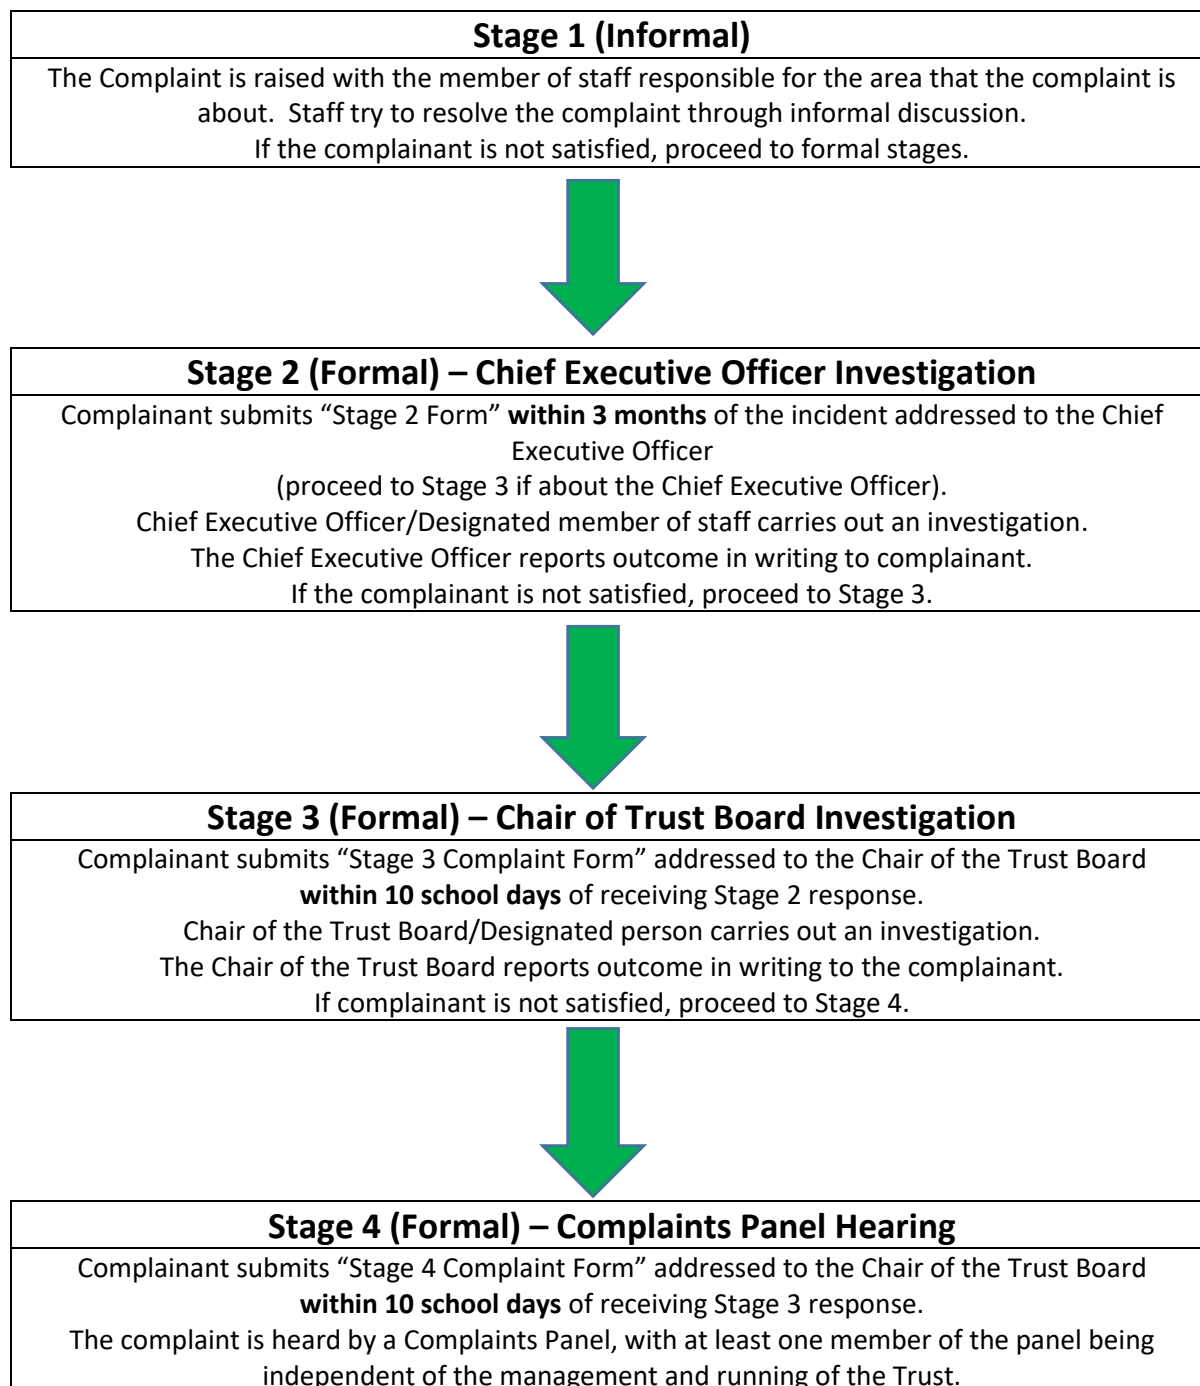 Stage 1 (Informal)
The Complaint is raised with the member of staff responsible for the area that the complaint is
about.  Staff try to resolve the complaint through informal discussion.
If the complainant is not satisfied, proceed to formal stages.
Stage 2 (Formal) – Chief Executive Officer Investigation
Complainant submits “Stage 2 Form” within 3 months of the incident addressed to the Chief
Executive Officer
(proceed to Stage 3 if about the Chief Executive Officer).
Chief Executive Officer/Designated member of staff carries out an investigation.
The Chief Executive Officer reports outcome in writing to complainant.
If the complainant is not satisfied, proceed to Stage 3.
Stage 3 (Formal) – Chair of Trust Board Investigation
Complainant submits “Stage 3 Complaint Form” addressed to the Chair of the Trust Board
within 10 school days of receiving Stage 2 response.
Chair of the Trust Board/Designated person carries out an investigation.
The Chair of the Trust Board reports outcome in writing to the complainant.
If complainant is not satisfied, proceed to Stage 4.
Stage 4 (Formal) – Complaints Panel Hearing
Complainant submits “Stage 4 Complaint Form” addressed to the Chair of the Trust Board
within 10 school days of receiving Stage 3 response.
The complaint is heard by a Complaints Panel, with at least one member of the panel being
independent of the management and running of the Trust.